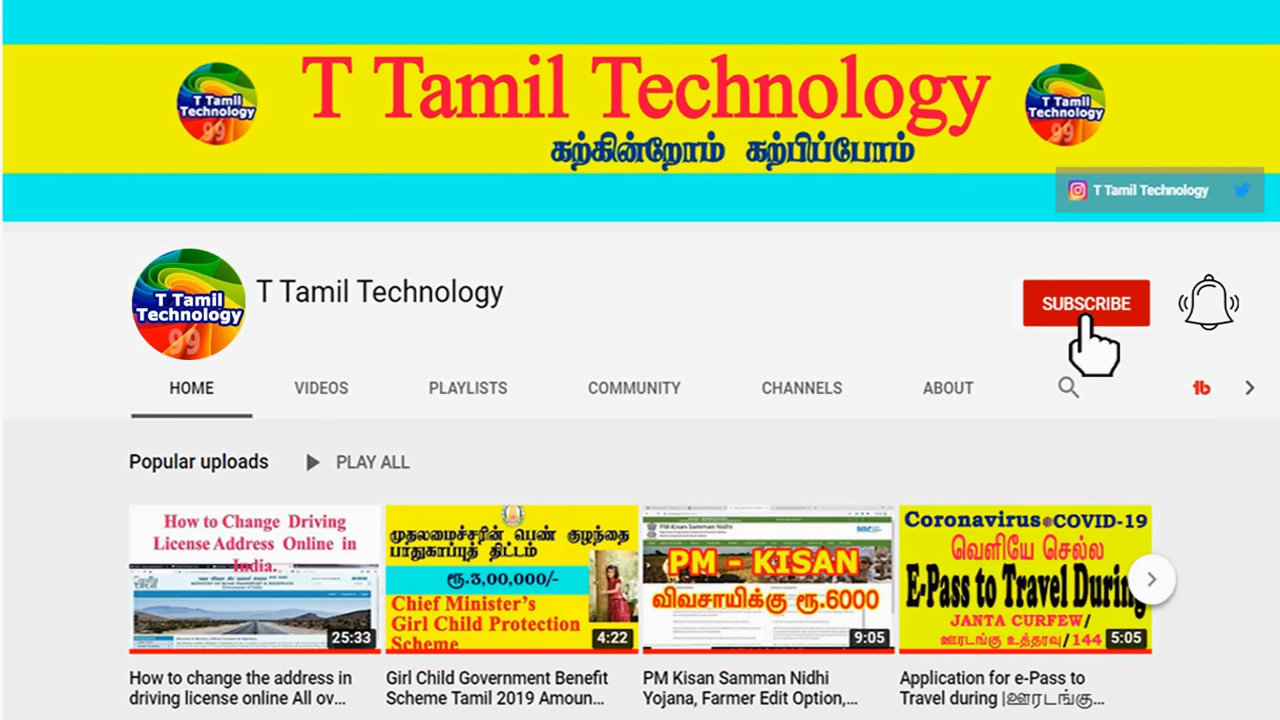 T Tamil Technology
கற்கின்றோம் கற்பிப்போம்
T Tamil
Technology
99
T Tamil
Technology
99
T Tamil Technology
T Tamil
Technology
99
T Tamil Technology
SUBSCRIBE
HOME VIDEOS PLAYLISTS COMMUNITY CHANNELS ABOUT
Popular uploads PLAY ALL
How to Change Driving
License Address Online in
India.
25:33
முதலமைச்சரின் பெண் குழந்தை
பாதுகாப்புத் திட்டம்
ரூ.3,00,000/-
Chief Minister's
Girl Child Protection
Scheme
4:22
PM-Kisan Samman Nidhi
NIC
PM - KISAN
விவசாயிக்கு ரூ.6000
9:05
Coronavirus COVID-19
வெளியே செல்ல
E-Pass to Travel During
JANTA CURFEW/
ஊரடங்கு உத்தரவு/144
5:05
How to change the address in
driving license online All ov...
Girl Child Government Benefit
Scheme Tamil 2019 Amoun...
PM Kisan Samman Nidhi
Yojana, Farmer Edit Option,...
Application for e-Pass to
Travel during |ஊரடங்கு...